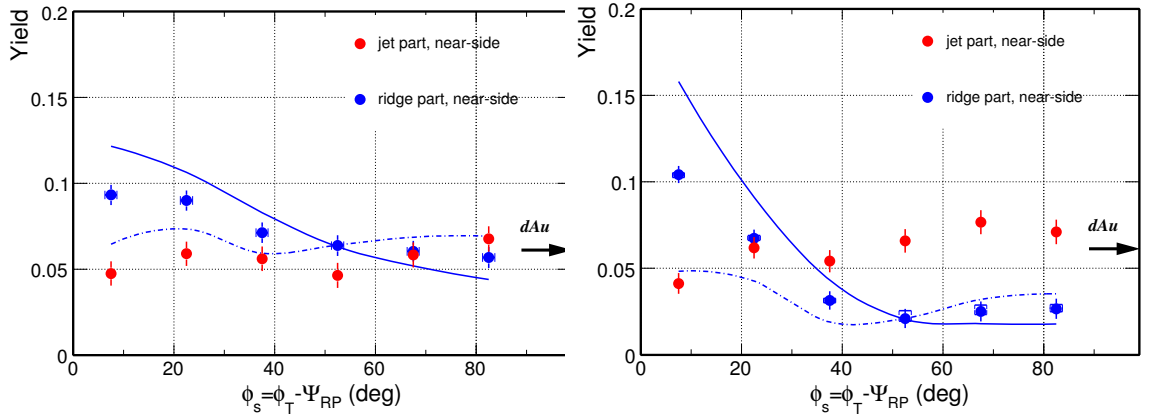 Yield
0.2
0.15
0.1
0.05
0
jet part, near-side
ridge part, near-side
dAu
0 20 40 60 80
ϕs=ϕT-ΨRP (deg)
Yield
0.2
0.15
0.1
0.05
0
jet part, near-side
ridge part, near-side
dAu
0 20 40 60 80
ϕs=ϕT-ΨRP (deg)